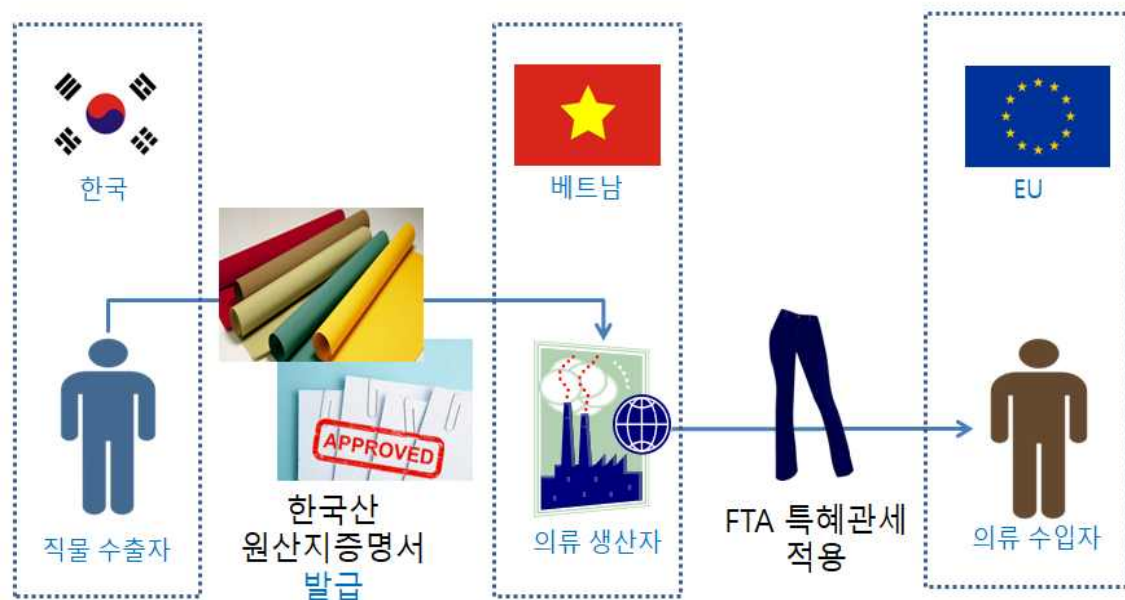 한국
베트남
EU
APPROVED
한국산
원산지증명서
발급
직물 수출자
의류 생산자
FTA 특혜관세
적용
의류 수입자